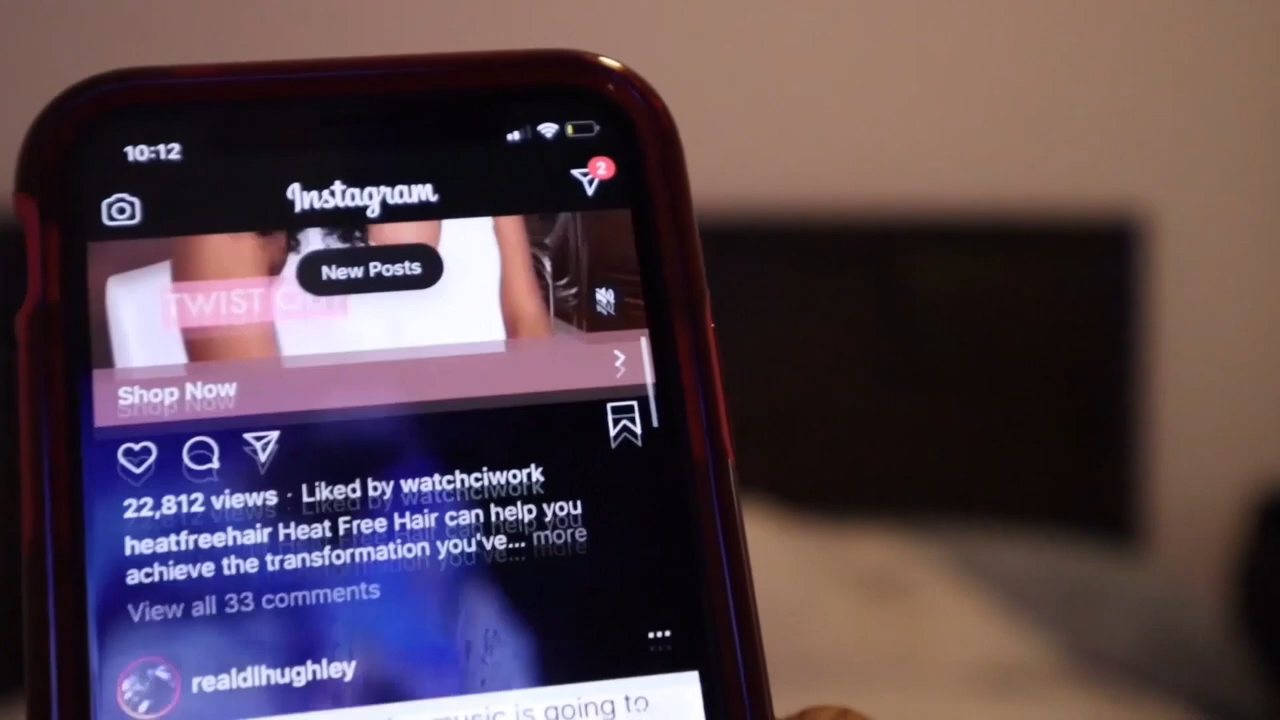 10:12
2
Instagram
New Posts
TWIST
Shop Now
22,812 views · Liked by watchciwork
heatfreehair Heat Free Hair can help you
achieve the transformation you've... more
View all 33 comments
realdlhughley
music is going to